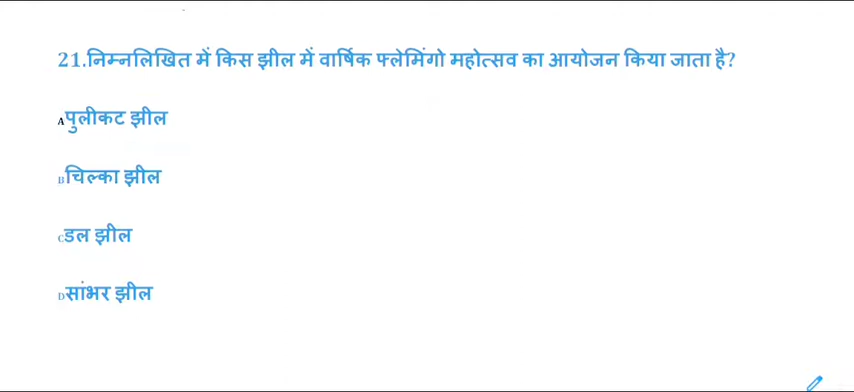 21.निम्नलिखित में किस झील में वार्षिक फ्लेमिंगो महोत्सव का आयोजन किया जाता है?
Aपुलीकट झील
Bचिल्का झील
Cडल झील
Dसांभर झील